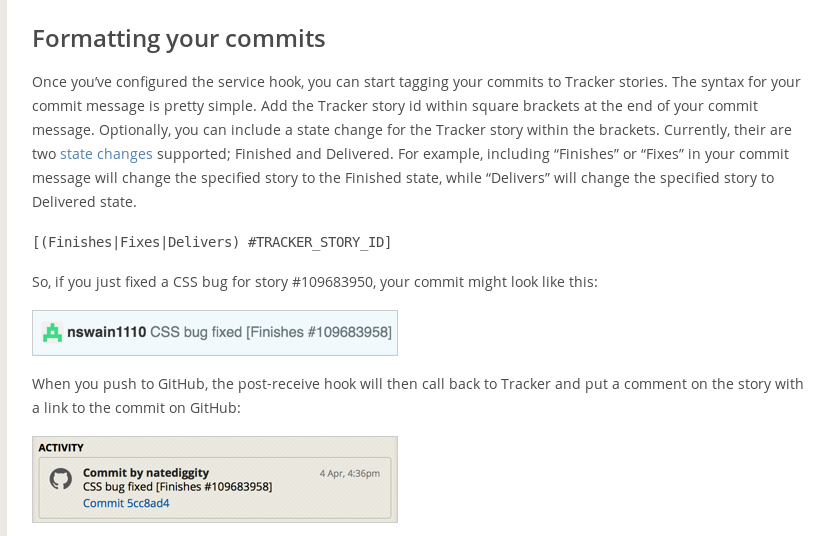 Formatting your commits
Once you’ve configured the service hook, you can start tagging your commits to Tracker stories. The syntax for your
commit message is pretty simple. Add the Tracker story id within square brackets at the end of your commit
message. Optionally, you can include a state change for the Tracker story within the brackets. Currently, their are
two state changes supported; Finished and Delivered. For example, including “Finishes” or “Fixes” in your commit
message will change the specified story to the Finished state, while “Delivers” will change the specified story to
Delivered state.
[(Finishes|Fixes|Delivers) #TRACKER_STORY_ID]
So, if you just fixed a CSS bug for story #109683950, your commit might look like this:
nswain1110 CSS bug fixed [Finishes #109683958]
When you push to GitHub, the post-receive hook will then call back to Tracker and put a comment on the story with
a link to the commit on GitHub:
ACTIVITY
Commit by natediggity 4 Apr, 4:36pm
CSS bug fixed [Finishes #109683958]
Commit 5cc8ad4